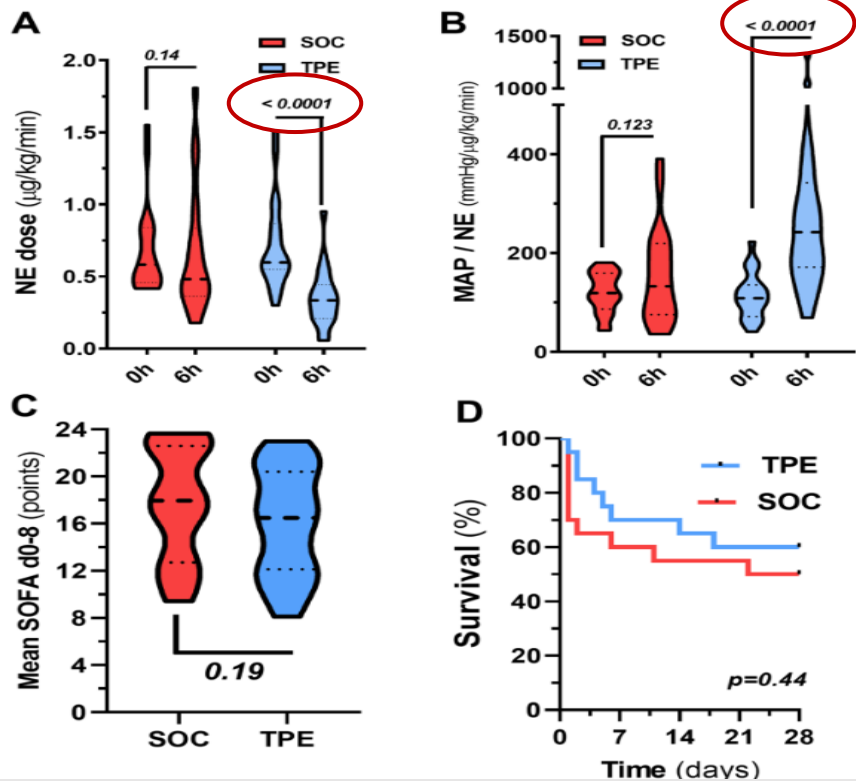 A
SOC
TPE
0.14
< 0.0001
NE dose (µg/kg/min)
2.0
1.5
1.0
0.5
0.0
0h
6h
0h
6h
B
SOC
TPE
< 0.0001
0.123
MAP / NE (mmHg/µg/kg/min)
1500
1000
400
200
0
0h
6h
0h
6h
C
Mean SOFA d0-8 (points)
24
20
16
12
8
4
0
0.19
SOC
TPE
D
TPE
SOC
Survival (%)
100
80
60
40
20
0
p=0.44
0
7
14
21
28
Time (days)